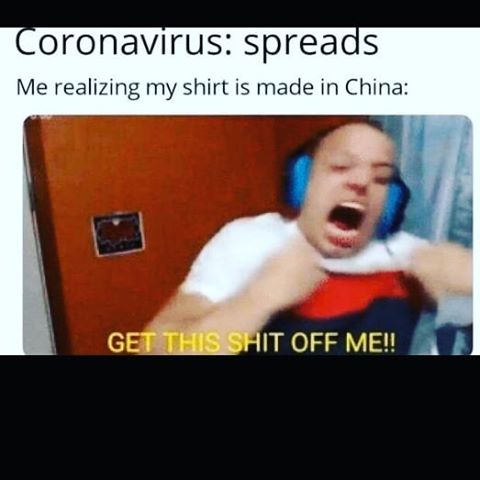 Coronavirus: spreads
Me realizing my shirt is made in China:
GET THIS SHIT OFF ME!!